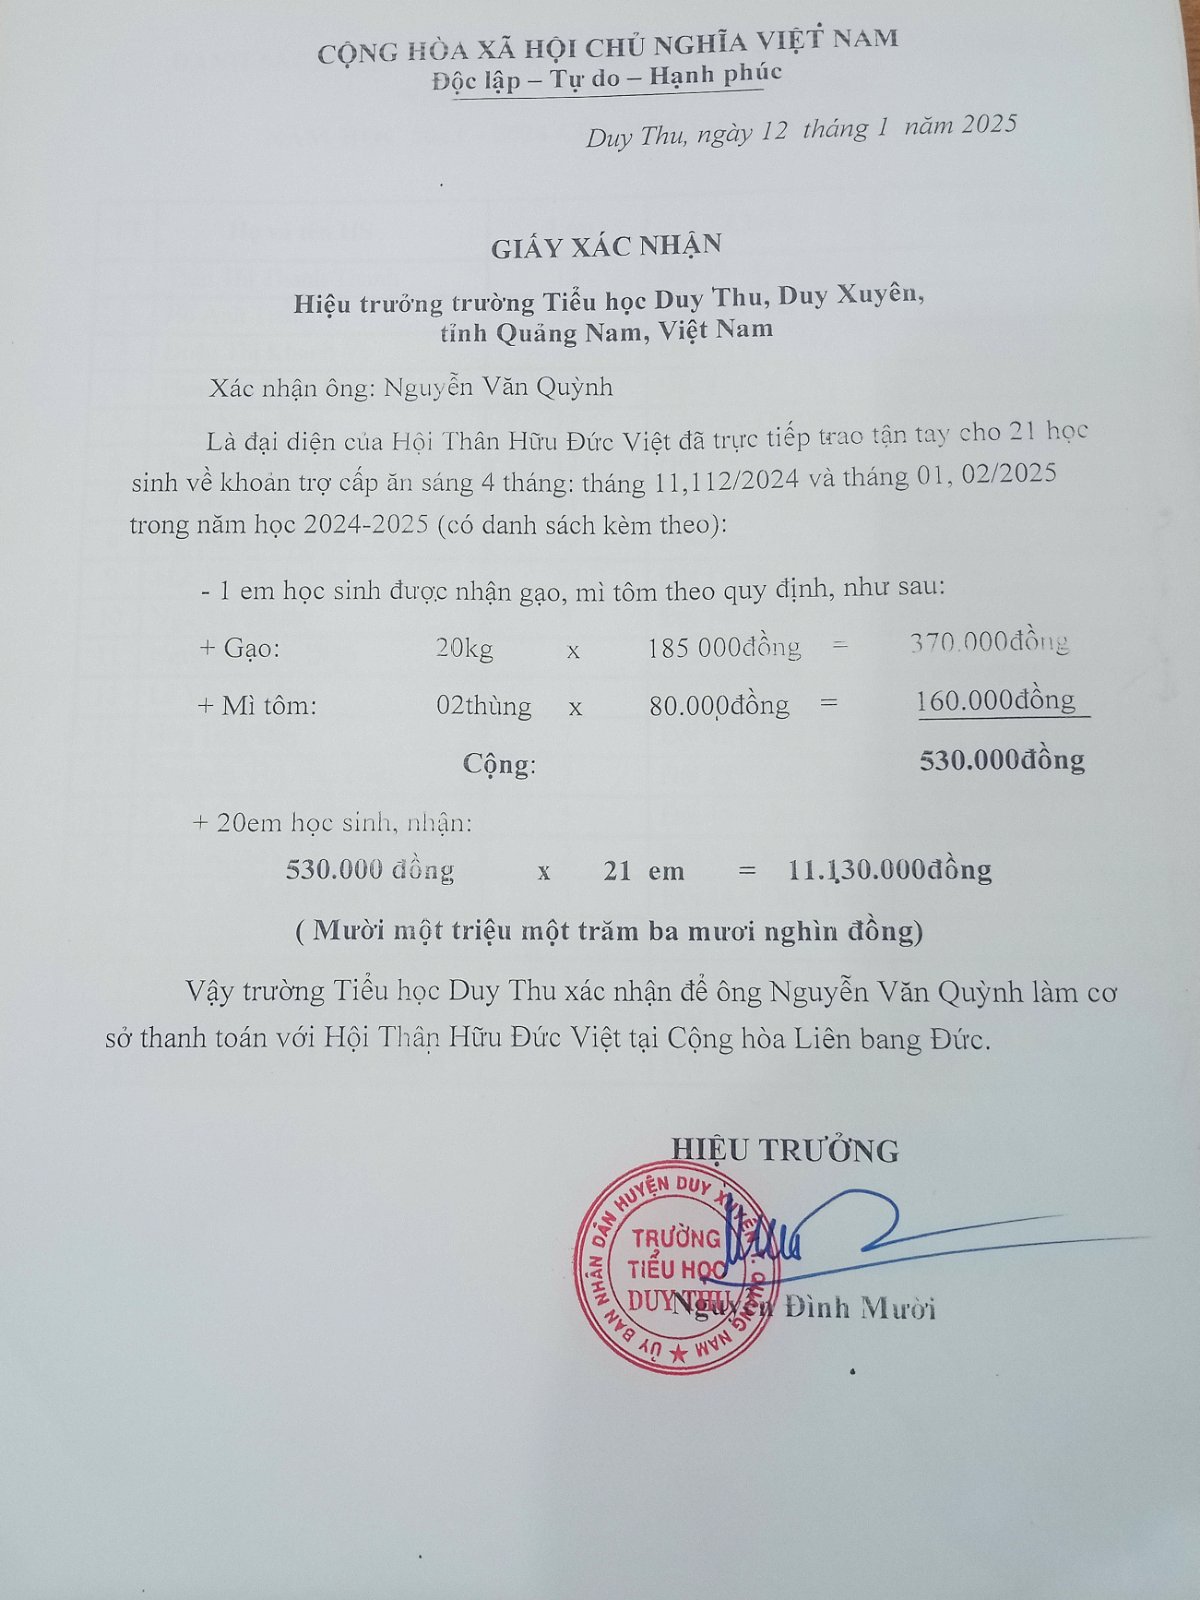 CỘNG HÒA XÃ HỘI CHỦ NGHĨA VIỆT NAM
Độc lập – Tự do – Hạnh phúc
Duy Thu, ngày 12 tháng 1 năm 2025
GIẤY XÁC NHẬN
Hiệu trưởng trường Tiểu học Duy Thu, Duy Xuyên,
tỉnh Quảng Nam, Việt Nam
Xác nhận ông: Nguyễn Văn Quỳnh
Là đại diện của Hội Thân Hữu Đức Việt đã trực tiếp trao tận tay cho 21 học
sinh về khoản trợ cấp ăn sáng 4 tháng: tháng 11,112/2024 và tháng 01, 02/2025
trong năm học 2024-2025 (có danh sách kèm theo):
- 1 em học sinh được nhận gạo, mì tôm theo quy định, như sau:
+ Gạo: 20kg x 185 000đồng = 370.000đồng
+ Mì tôm: 02thùng x 80.000đồng = 160.000đồng
Cộng: 530.000đồng
+ 20em học sinh, nhận:
530.000 đồng x 21 em = 11.130.000đồng
( Mười một triệu một trăm ba mươi nghìn đồng)
Vậy trường Tiểu học Duy Thu xác nhận để ông Nguyễn Văn Quỳnh làm cơ
sở thanh toán với Hội Thân Hữu Đức Việt tại Cộng hòa Liên bang Đức.
HIỆU TRƯỞNG
ỦY BAN NHÂN DÂN HUYỆN DUY XUYÊN T. QUẢNG NAM
TRƯỜNG
TIỂU HỌC
DUY THU
Nguyễn Đình Mười